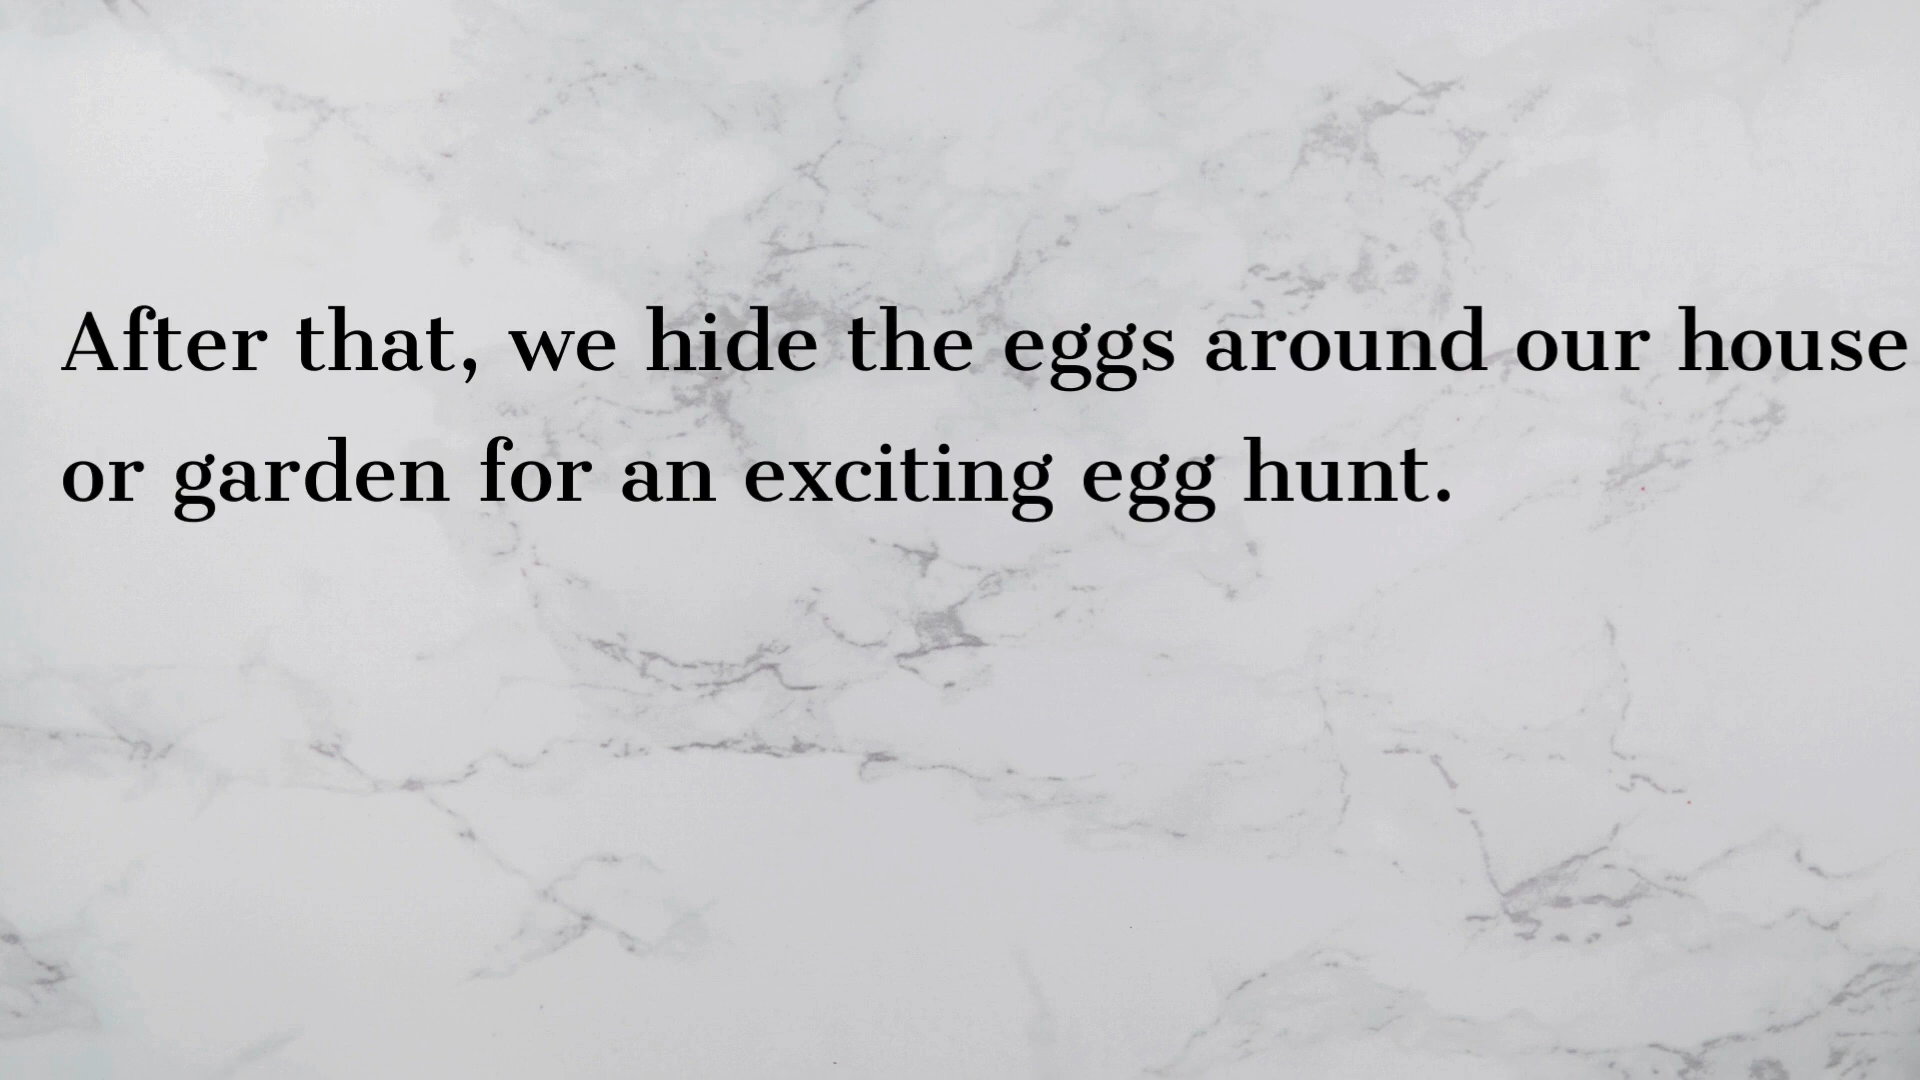 After that, we hide the eggs around our house
or garden for an exciting egg hunt.